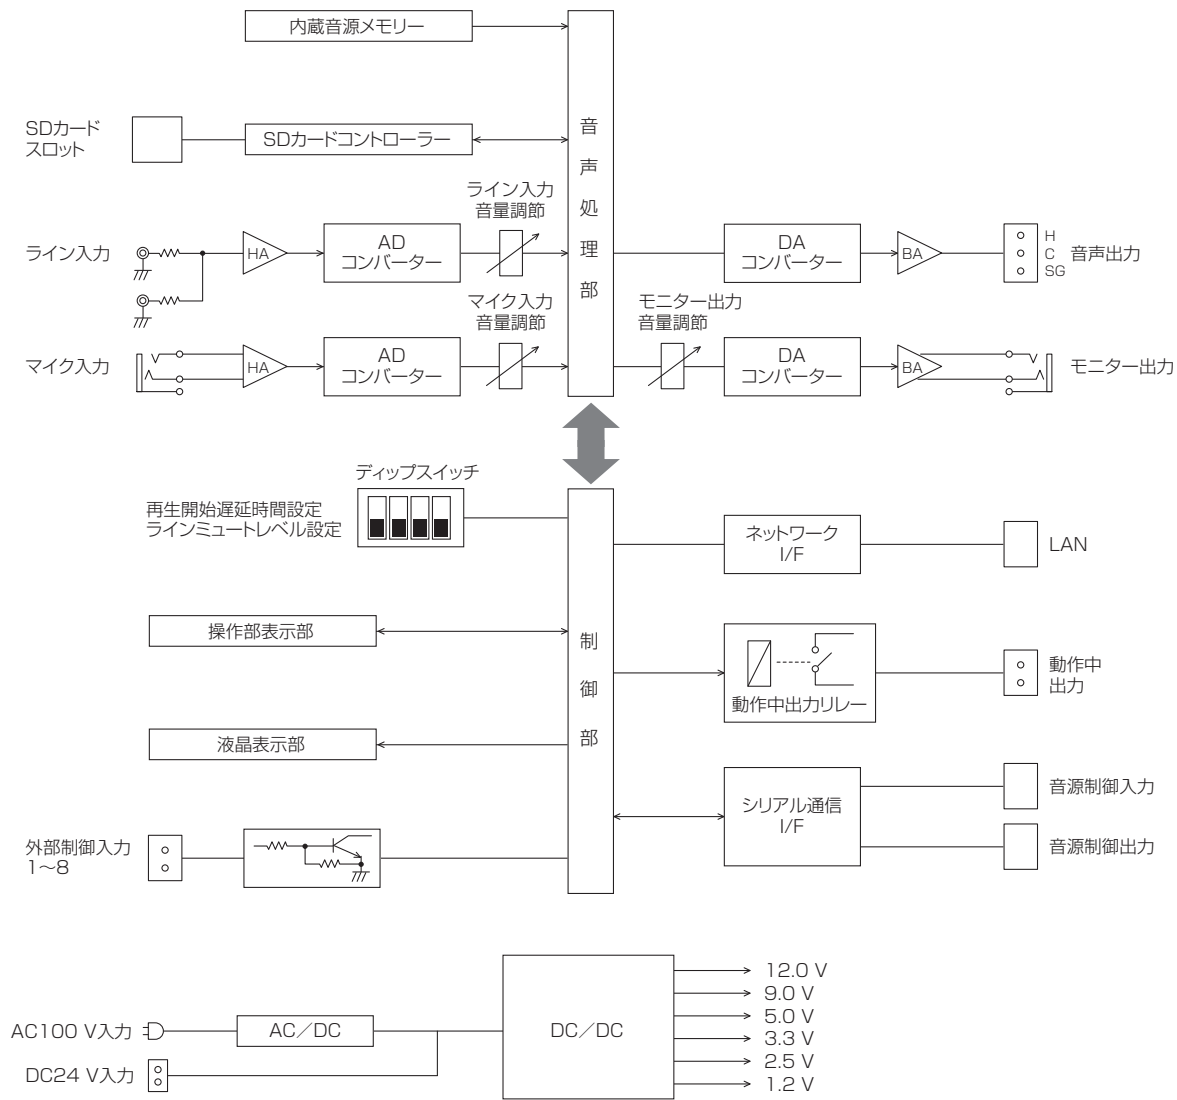 内蔵音源メモリー
SDカード
スロット
SDカードコントローラー
音声処理部
ライン入力
音量調節
ライン入力
HA
AD
コンバーター
DA
コンバーター
BA
H
C
SG
音声出力
マイク入力
音量調節
モニター出力
音量調節
マイク入力
HA
AD
コンバーター
DA
コンバーター
BA
モニター出力
ディップスイッチ
再生開始遅延時間設定
ラインミュートレベル設定
制御部
ネットワーク
I/F
LAN
操作部表示部
動作中出力リレー
動作中
出力
液晶表示部
シリアル通信
I/F
音源制御入力
音源制御出力
外部制御入力
1〜8
AC100 V入力
AC／DC
DC24 V入力
DC／DC
12.0 V
9.0 V
5.0 V
3.3 V
2.5 V
1.2 V